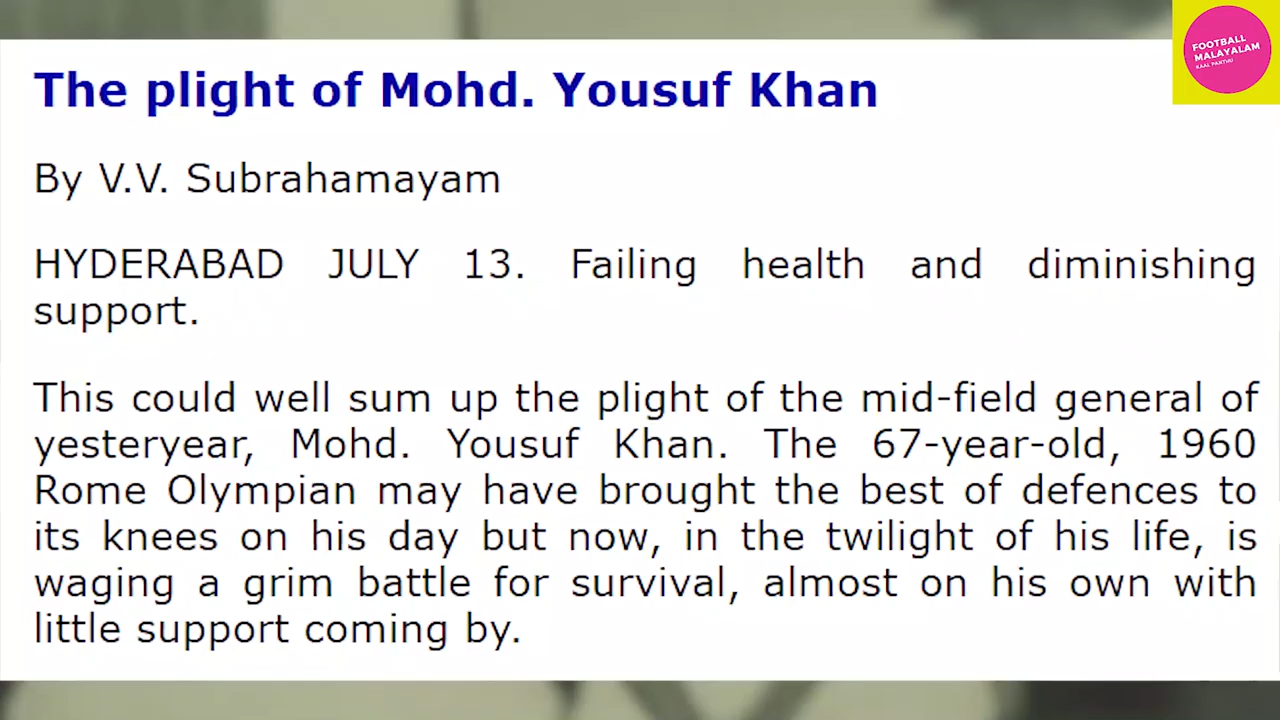 FOOTBALL
MALAYALAM
KAAL PANTHU
The plight of Mohd. Yousuf Khan
By V.V. Subrahamayam
HYDERABAD JULY 13. Failing health and diminishing
support.
This could well sum up the plight of the mid-field general of
yesteryear, Mohd. Yousuf Khan. The 67-year-old, 1960
Rome Olympian may have brought the best of defences to
its knees on his day but now, in the twilight of his life, is
waging a grim battle for survival, almost on his own with
little support coming by.